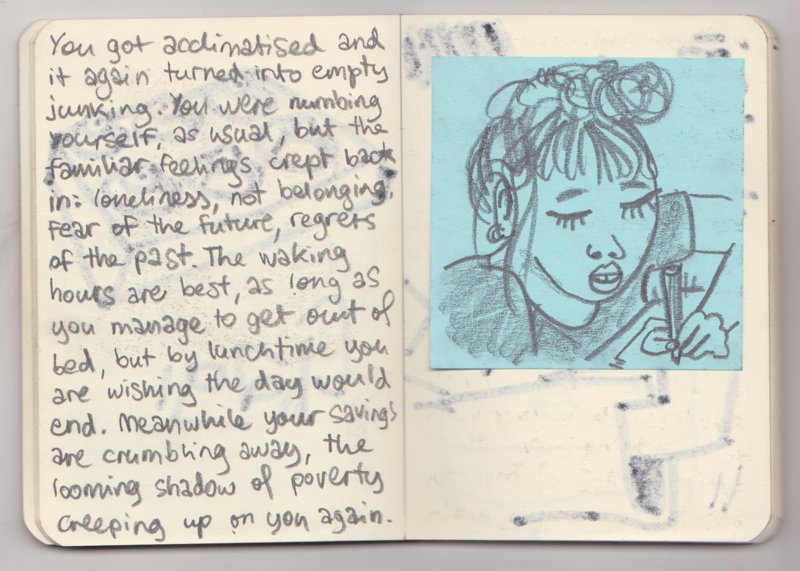 You got acclimatised and
it again turned into empty
junking. You were numbing
yourself, as usual, but the
familiar feelings crept back
in: loneliness, not belonging,
fear of the future, regrets
of the past. The waking
hours are best, as long as
you manage to get out of
bed, but by lunchtime you
are wishing the day would
end. Meanwhile your savings
are crumbling away, the
looming shadow of poverty
creeping up on you again.